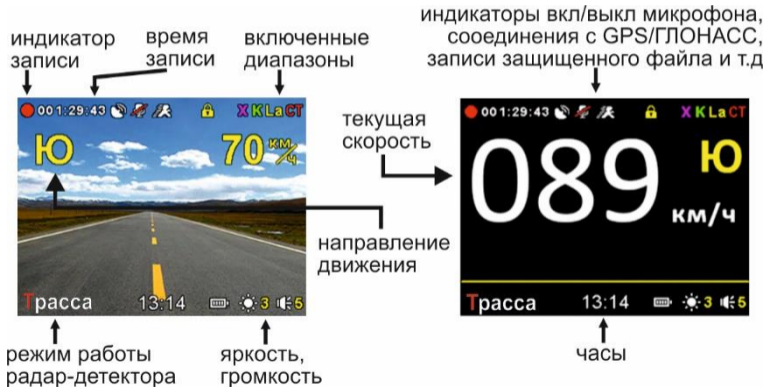 индикатор
записи
время
записи
включенные
диапазоны
индикаторы вкл/выкл микрофона,
сооединения с GPS/ГЛОНАСС,
записи защищенного файла и т.д
001:29:43 X K La СТ
Ю 70 км/ч
Трасса 13:14 3 5
текущая
скорость
направление
движения
001:29:43 X K La СТ
089 Ю
км/ч
Трасса 13:14 3 5
режим работы
радар-детектора
яркость,
громкость
часы